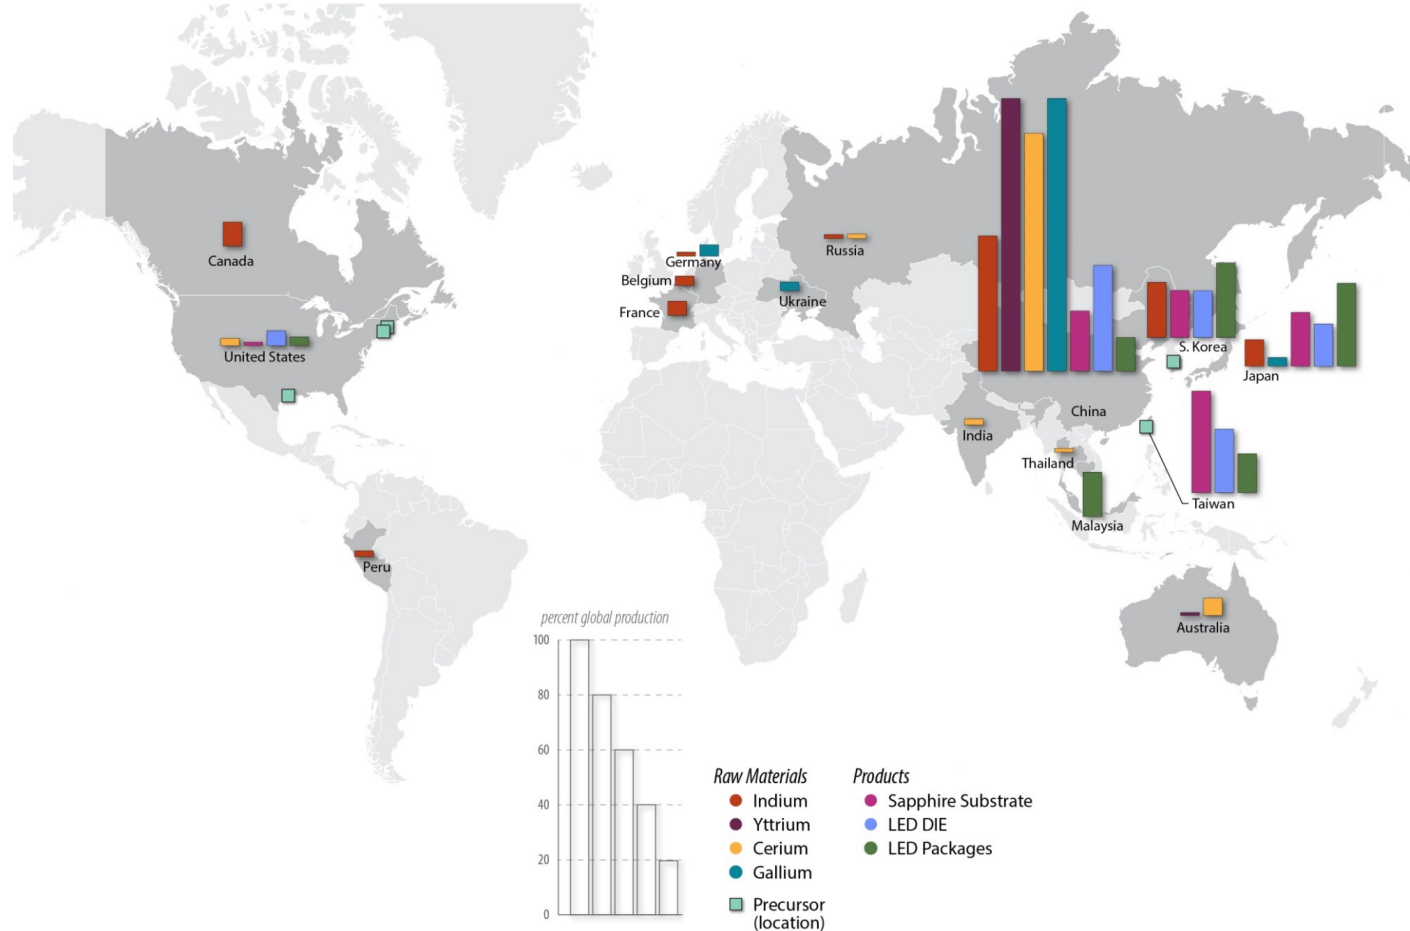 Canada
United States
Peru
Germany
Belgium
France
Ukraine
Russia
S. Korea
Japan
China
India
Thailand
Taiwan
Malaysia
Australia
percent global production
100
80
60
40
20
0
Raw Materials
Indium
Yttrium
Cerium
Gallium
Precursor
(location)
Products
Sapphire Substrate
LED DIE
LED Packages